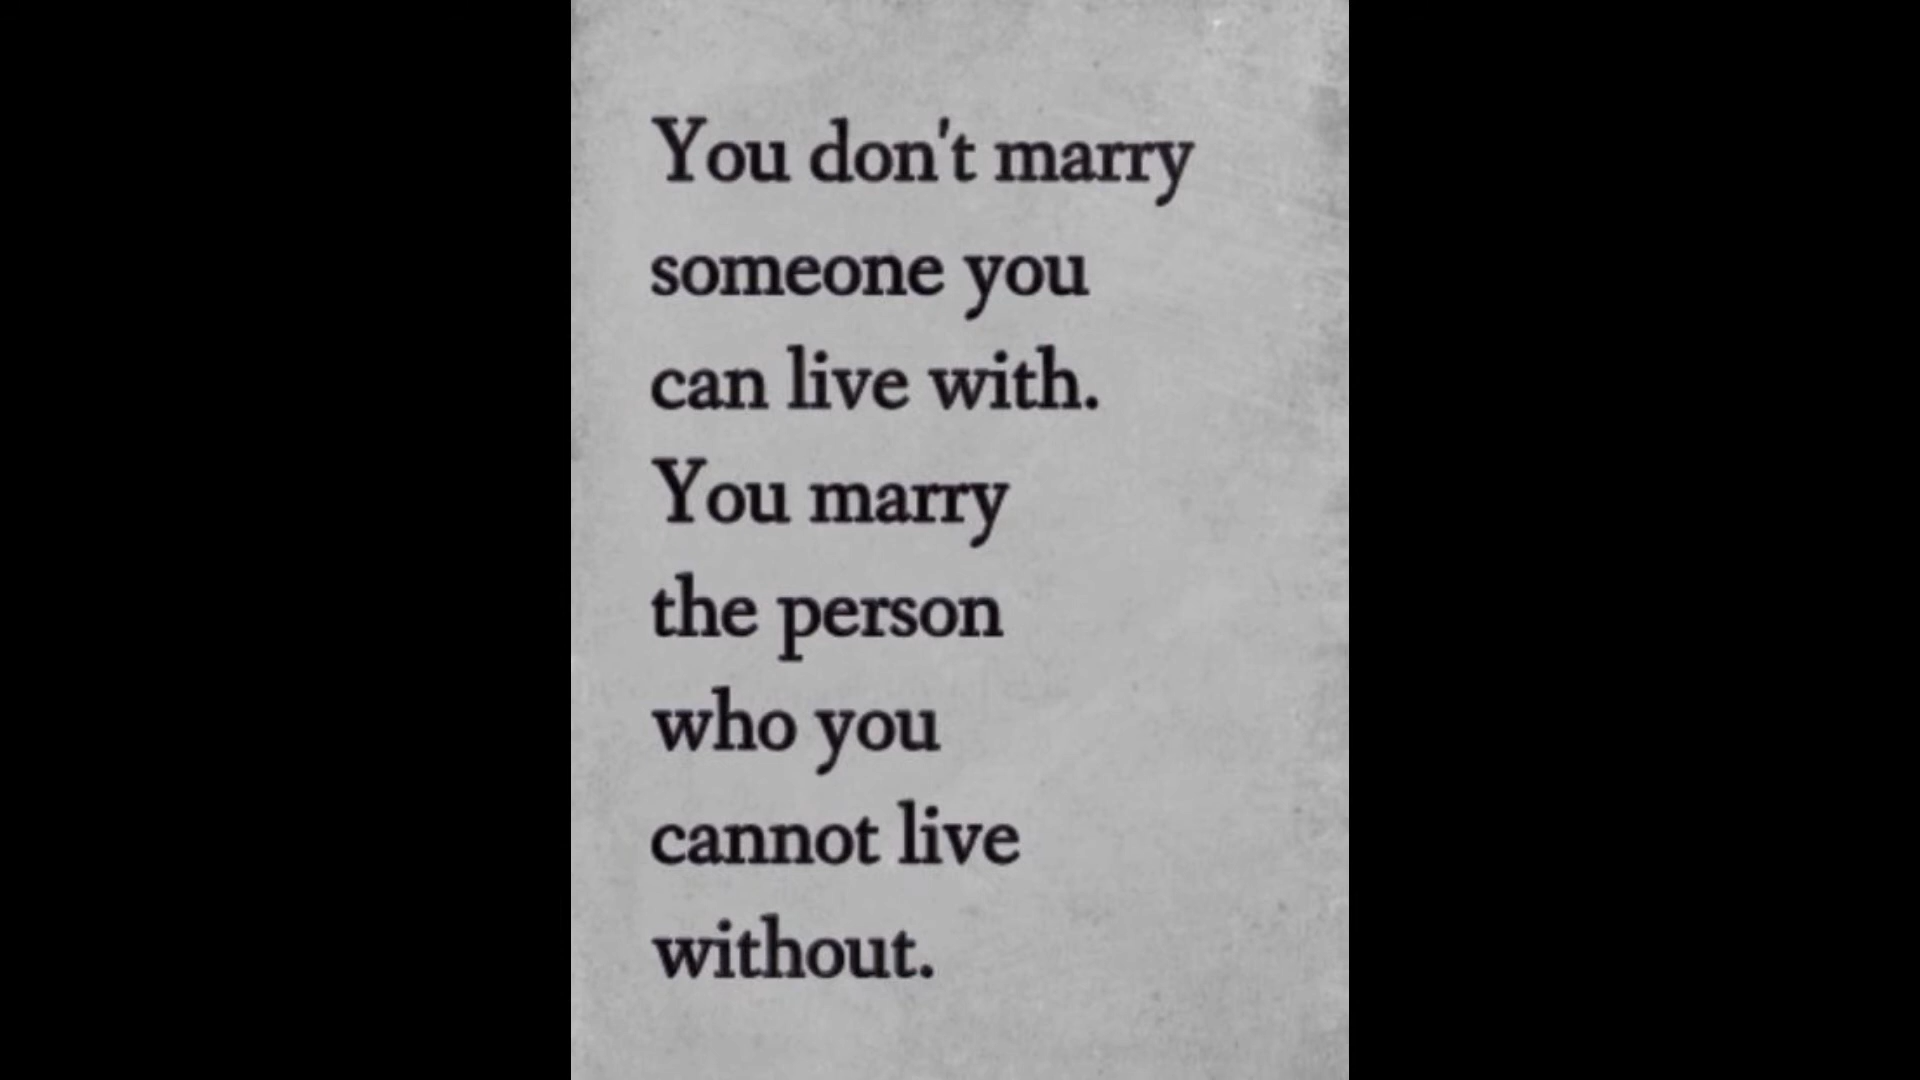 You don't marry
someone you
can live with.
You marry
the person
who you
cannot live
without.